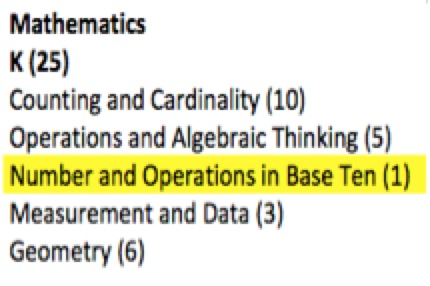 Mathematics
K (25)
Counting and Cardinality (10)
Operations and Algebraic Thinking (5)
Number and Operations in Base Ten (1)
Measurement and Data (3)
Geometry (6)